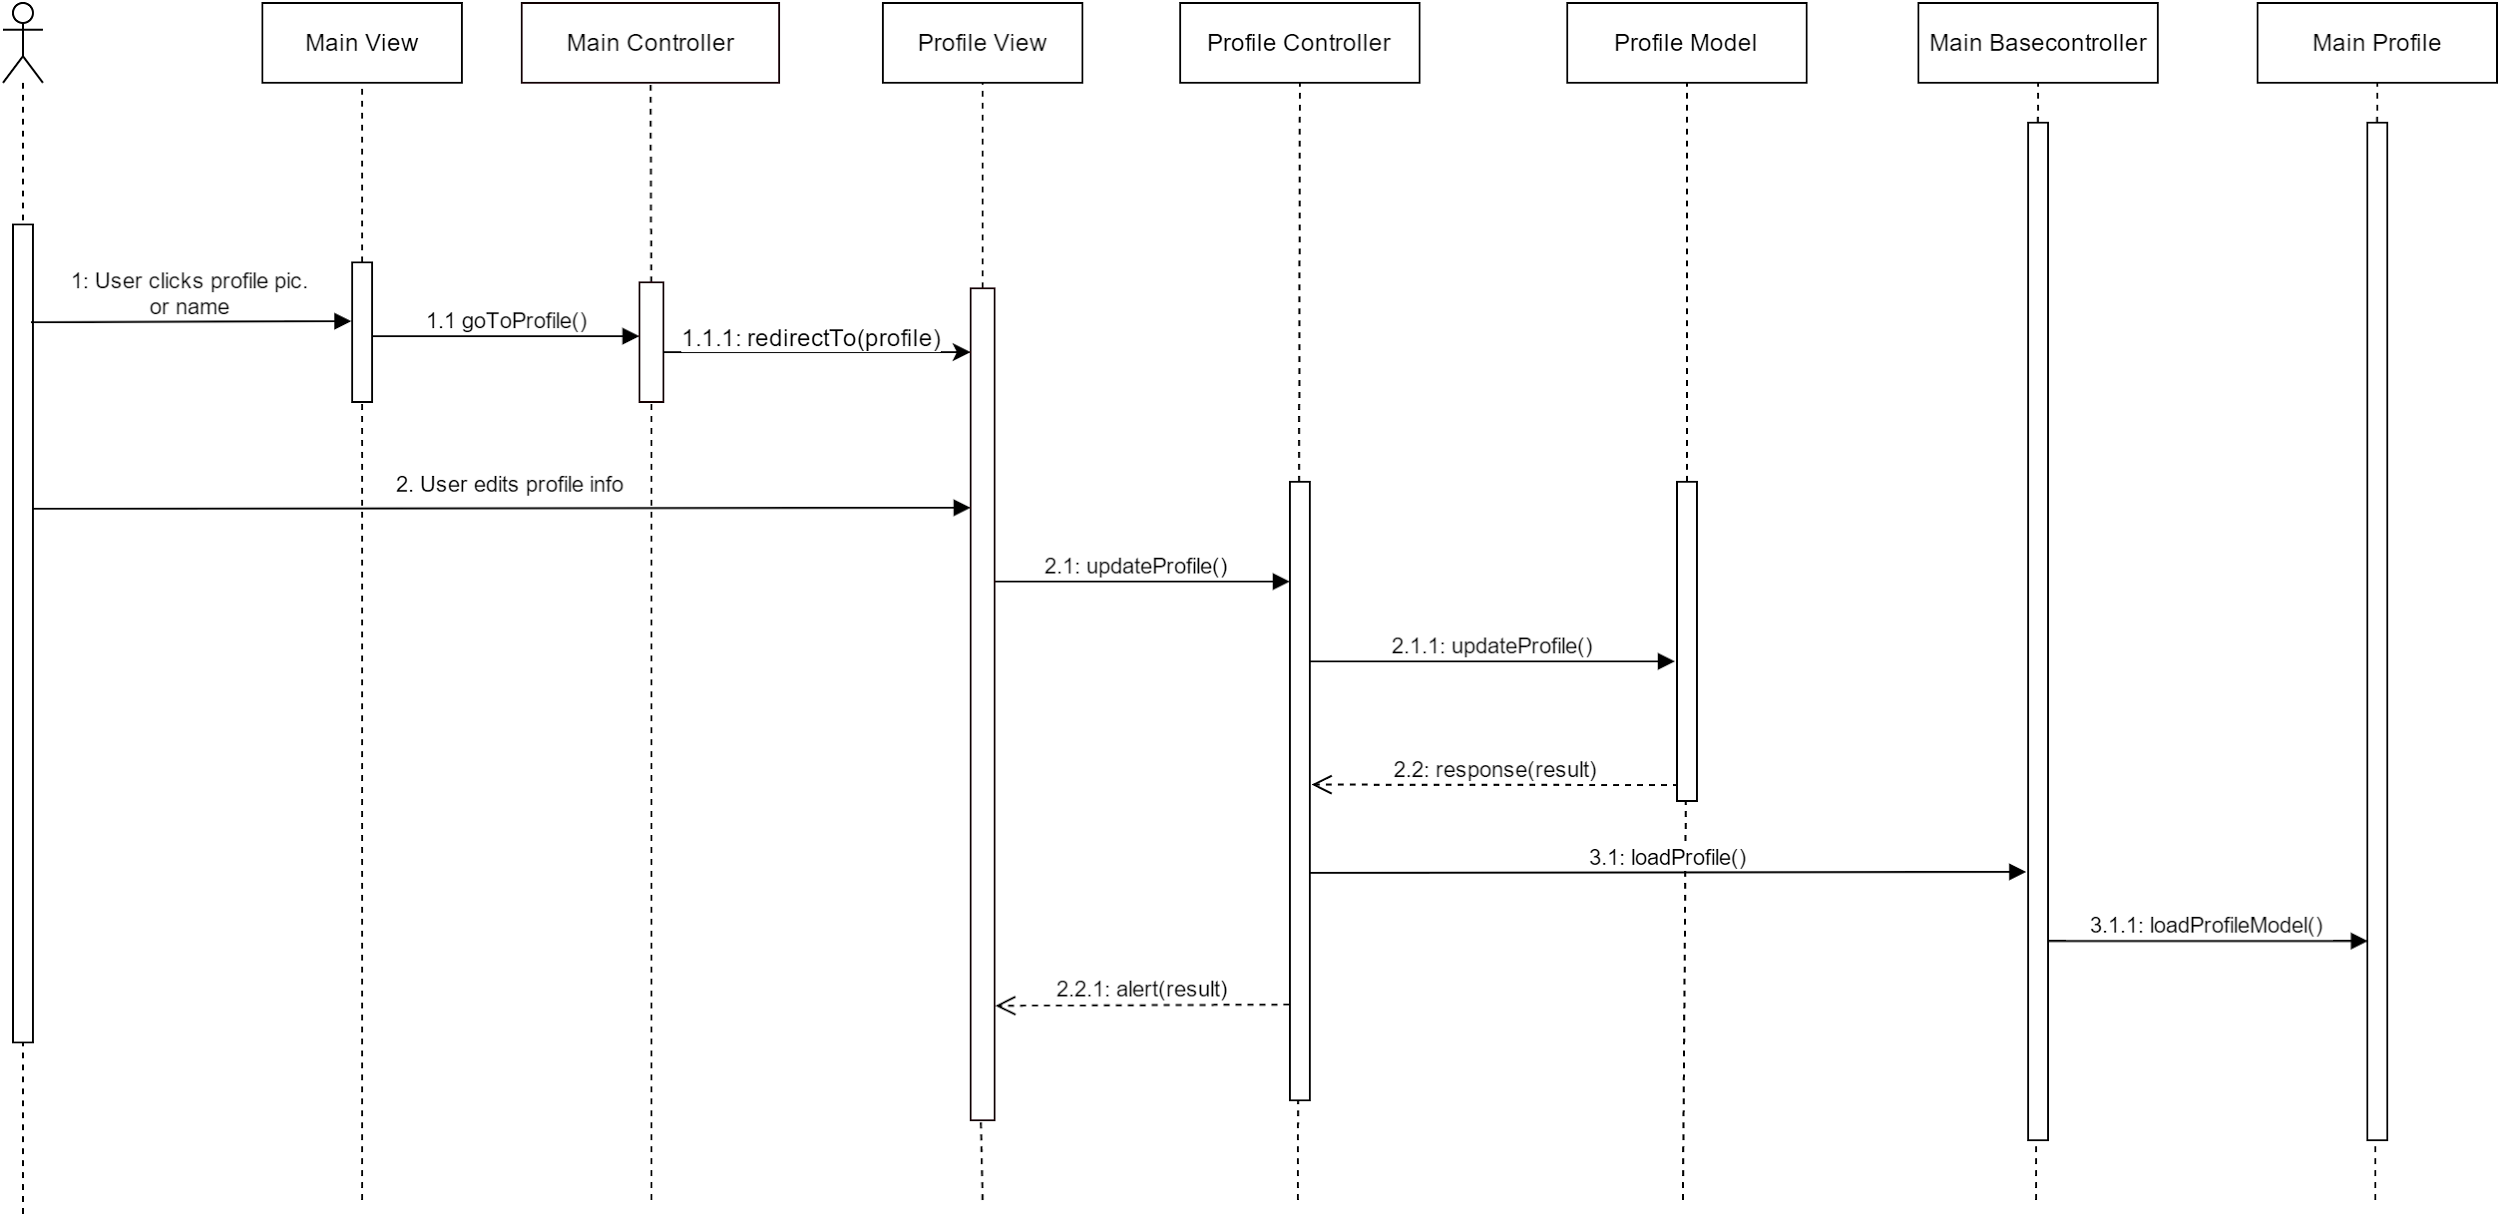 Main View
Main Controller
Profile View
Profile Controller
Profile Model
Main Basecontroller
Main Profile
1: User clicks profile pic.
or name
1.1 goToProfile()
1.1.1: redirectTo(profile)
2. User edits profile info
2.1: updateProfile()
2.1.1: updateProfile()
2.2: response(result)
3.1: loadProfile()
3.1.1: loadProfileModel()
2.2.1: alert(result)